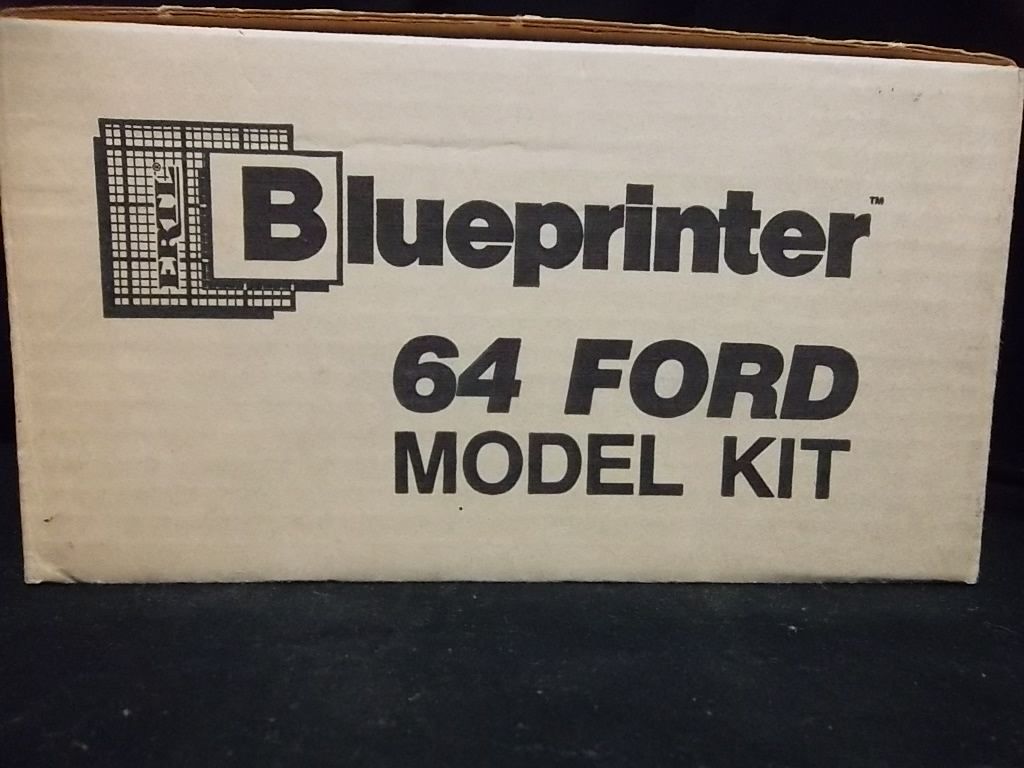 ERTL®
Blueprinter™
64 FORD
MODEL KIT